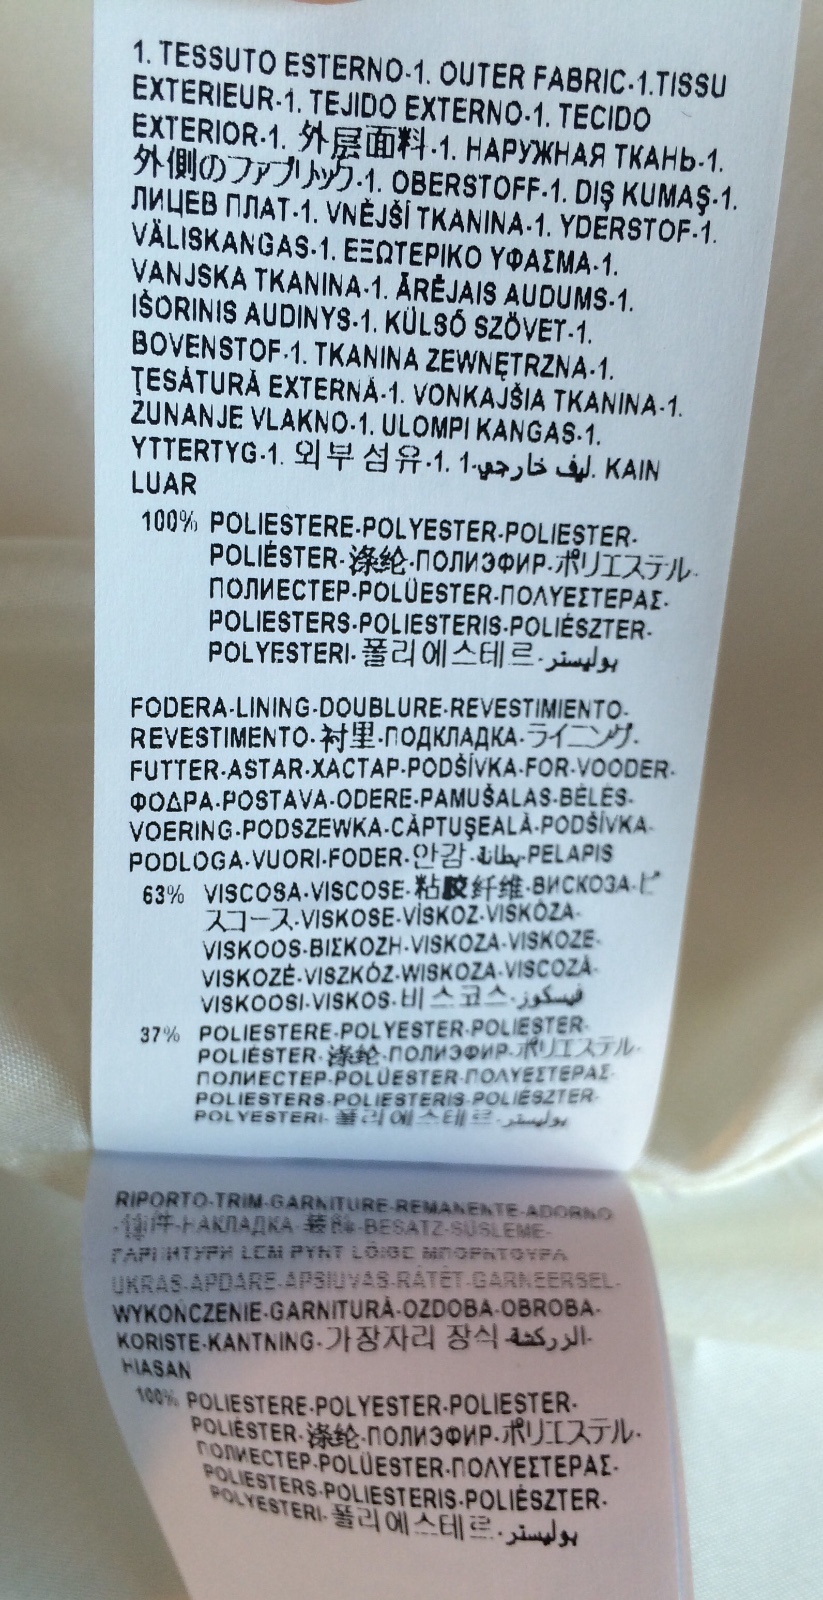 1. TESSUTO ESTERNO-1. OUTER FABRIC-1.TISSU
EXTERIEUR-1. TEJIDO EXTERNO-1. TECIDO
EXTERIOR-1. 外层面料-1. НАРУЖНАЯ ТКАНЬ-1.
外側のファブリック-1. OBERSTOFF-1. DIŞ KUMAŞ-1.
ЛИЦЕВ ПЛАТ-1. VNĚJŠÍ TKANINA-1. YDERSTOF-1.
VÄLISKANGAS-1. ΕΞΩΤΕΡΙΚΟ ΥΦΑΣΜΑ-1.
VANJSKA TKANINA-1. ĀRĒJAIS AUDUMS-1.
IŠORINIS AUDINYS-1. KÜLSŐ SZÖVET-1.
BOVENSTOF-1. TKANINA ZEWNĘTRZNA-1.
ŢESĂTURĂ EXTERNĂ-1. VONKAJŠIA TKANINA-1.
ZUNANJE VLAKNO-1. ULOMPI KANGAS-1.
YTTERTYG-1. 외부 섬유-1. 1-ليف خارجي. KAIN
LUAR
100% POLIESTERE-POLYESTER-POLIESTER-
POLIÉSTER-涤纶-ПОЛИЭФИР-ポリエステル-
ПОЛИЕСТЕР-POLÜESTER-ΠΟΛΥΕΣΤΕΡΑΣ-
POLIESTERS-POLIESTERIS-POLIÉSZTER-
POLYESTERI-폴리에스테르-بوليستر
FODERA-LINING-DOUBLURE-REVESTIMIENTO-
REVESTIMENTO-衬里-ПОДКЛАДКА-ライニング-
FUTTER-ASTAR-ХАСТАР-PODŠÍVKA-FOR-VOODER-
ΦΟΔΡΑ-POSTAVA-ODERE-PAMUŠALAS-BÉLÉS-
VOERING-PODSZEWKA-CĂPTUŞEALĂ-PODŠÍVKA-
PODLOGA-VUORI-FODER-안감-بطانة-PELAPIS
63% VISCOSA-VISCOSE-粘胶纤维-ВИСКОЗА-ビ
スコース-VISKOSE-VİSKOZ-VISKÓZA-
VISKOOS-ΒΙΣΚΟΖΗ-VISKOZA-VISKOZE-
VISKOZĖ-VISZKÓZ-WISKOZA-VISCOZĂ-
VISKOOSI-VISKOS-비스코스-فيسكوز
37% POLIESTERE-POLYESTER-POLIESTER-
POLIÉSTER-涤纶-ПОЛИЭФИР-ポリエステル-
ПОЛИЕСТЕР-POLÜESTER-ΠΟΛΥΕΣΤΕΡΑΣ-
POLIESTERS-POLIESTERIS-POLIÉSZTER-
POLYESTERI-폴리에스테르-بوليستر
RIPORTO-TRIM-GARNITURE-REMANENTE-ADORNO
-НАКЛАДКА-装飾-BESATZ-SÜSLEME-
UKRAS-APDARE-APSIUVAS-RÁTÉT-GARNEERSEL-
WYKOŃCZENIE-GARNITURĂ-OZDOBA-OBROBA-
KORISTE-KANTNING-가장자리 장식-الزركشة-
HIASAN
100% POLIESTERE-POLYESTER-POLIESTER-
POLIÉSTER-涤纶-ПОЛИЭФИР-ポリエステル-
ПОЛИЕСТЕР-POLÜESTER-ΠΟΛΥΕΣΤΕΡΑΣ-
POLIESTERS-POLIESTERIS-POLIÉSZTER-
POLYESTERI-폴리에스테르-بوليستر